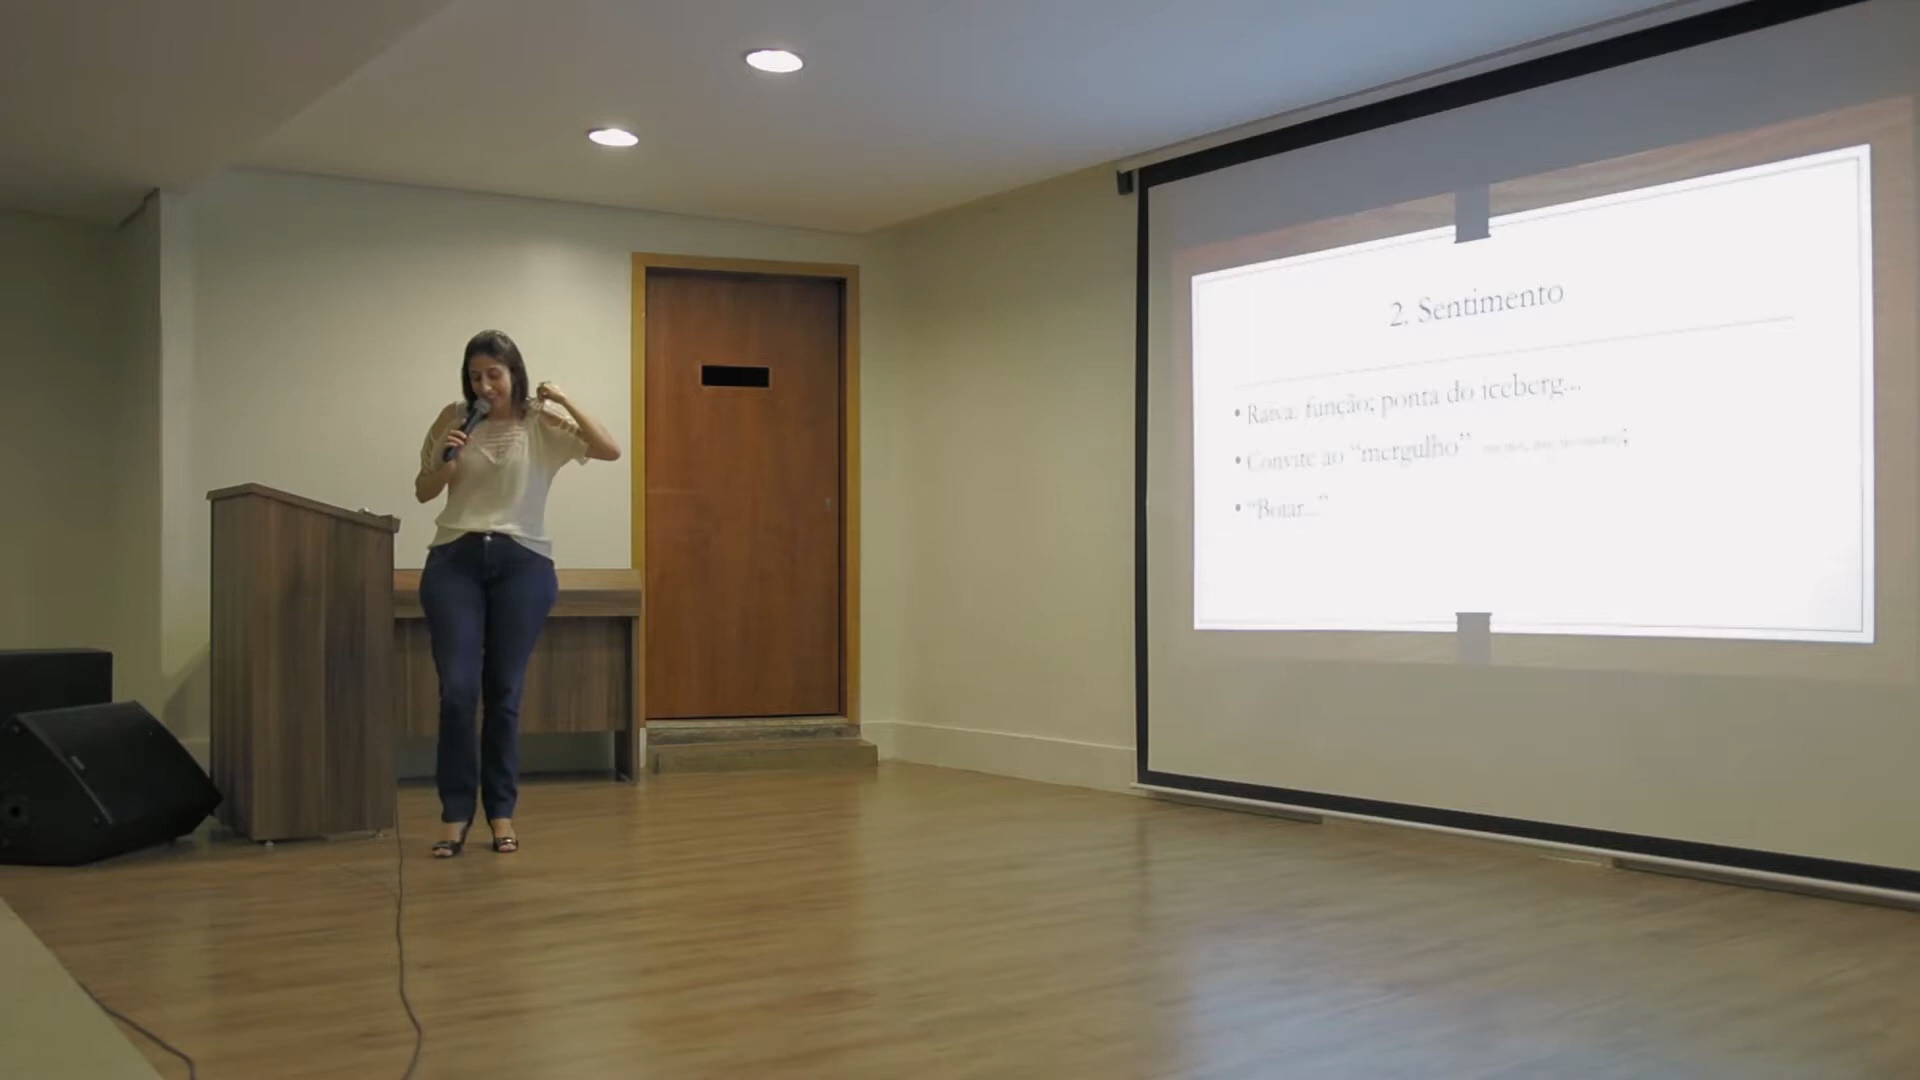 2. Sentimento
• Raiva: função; ponta do iceberg...
• Convite ao “mergulho” ;
• “Botar...”